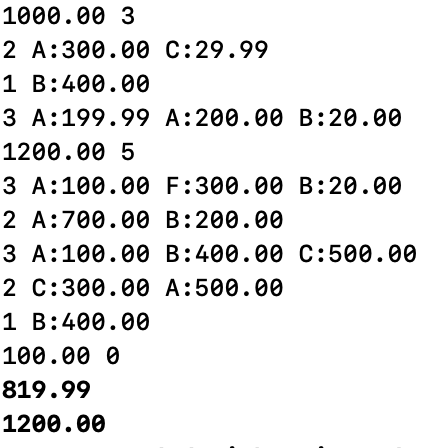 1000.00 3
2 A:300.00 C:29.99
1 B:400.00
3 A:199.99 A:200.00 B:20.00
1200.00 5
3 A:100.00 F:300.00 B:20.00
2 A:700.00 B:200.00
3 A:100.00 B:400.00 C:500.00
2 C:300.00 A:500.00
1 B:400.00
100.00 0
819.99
1200.00